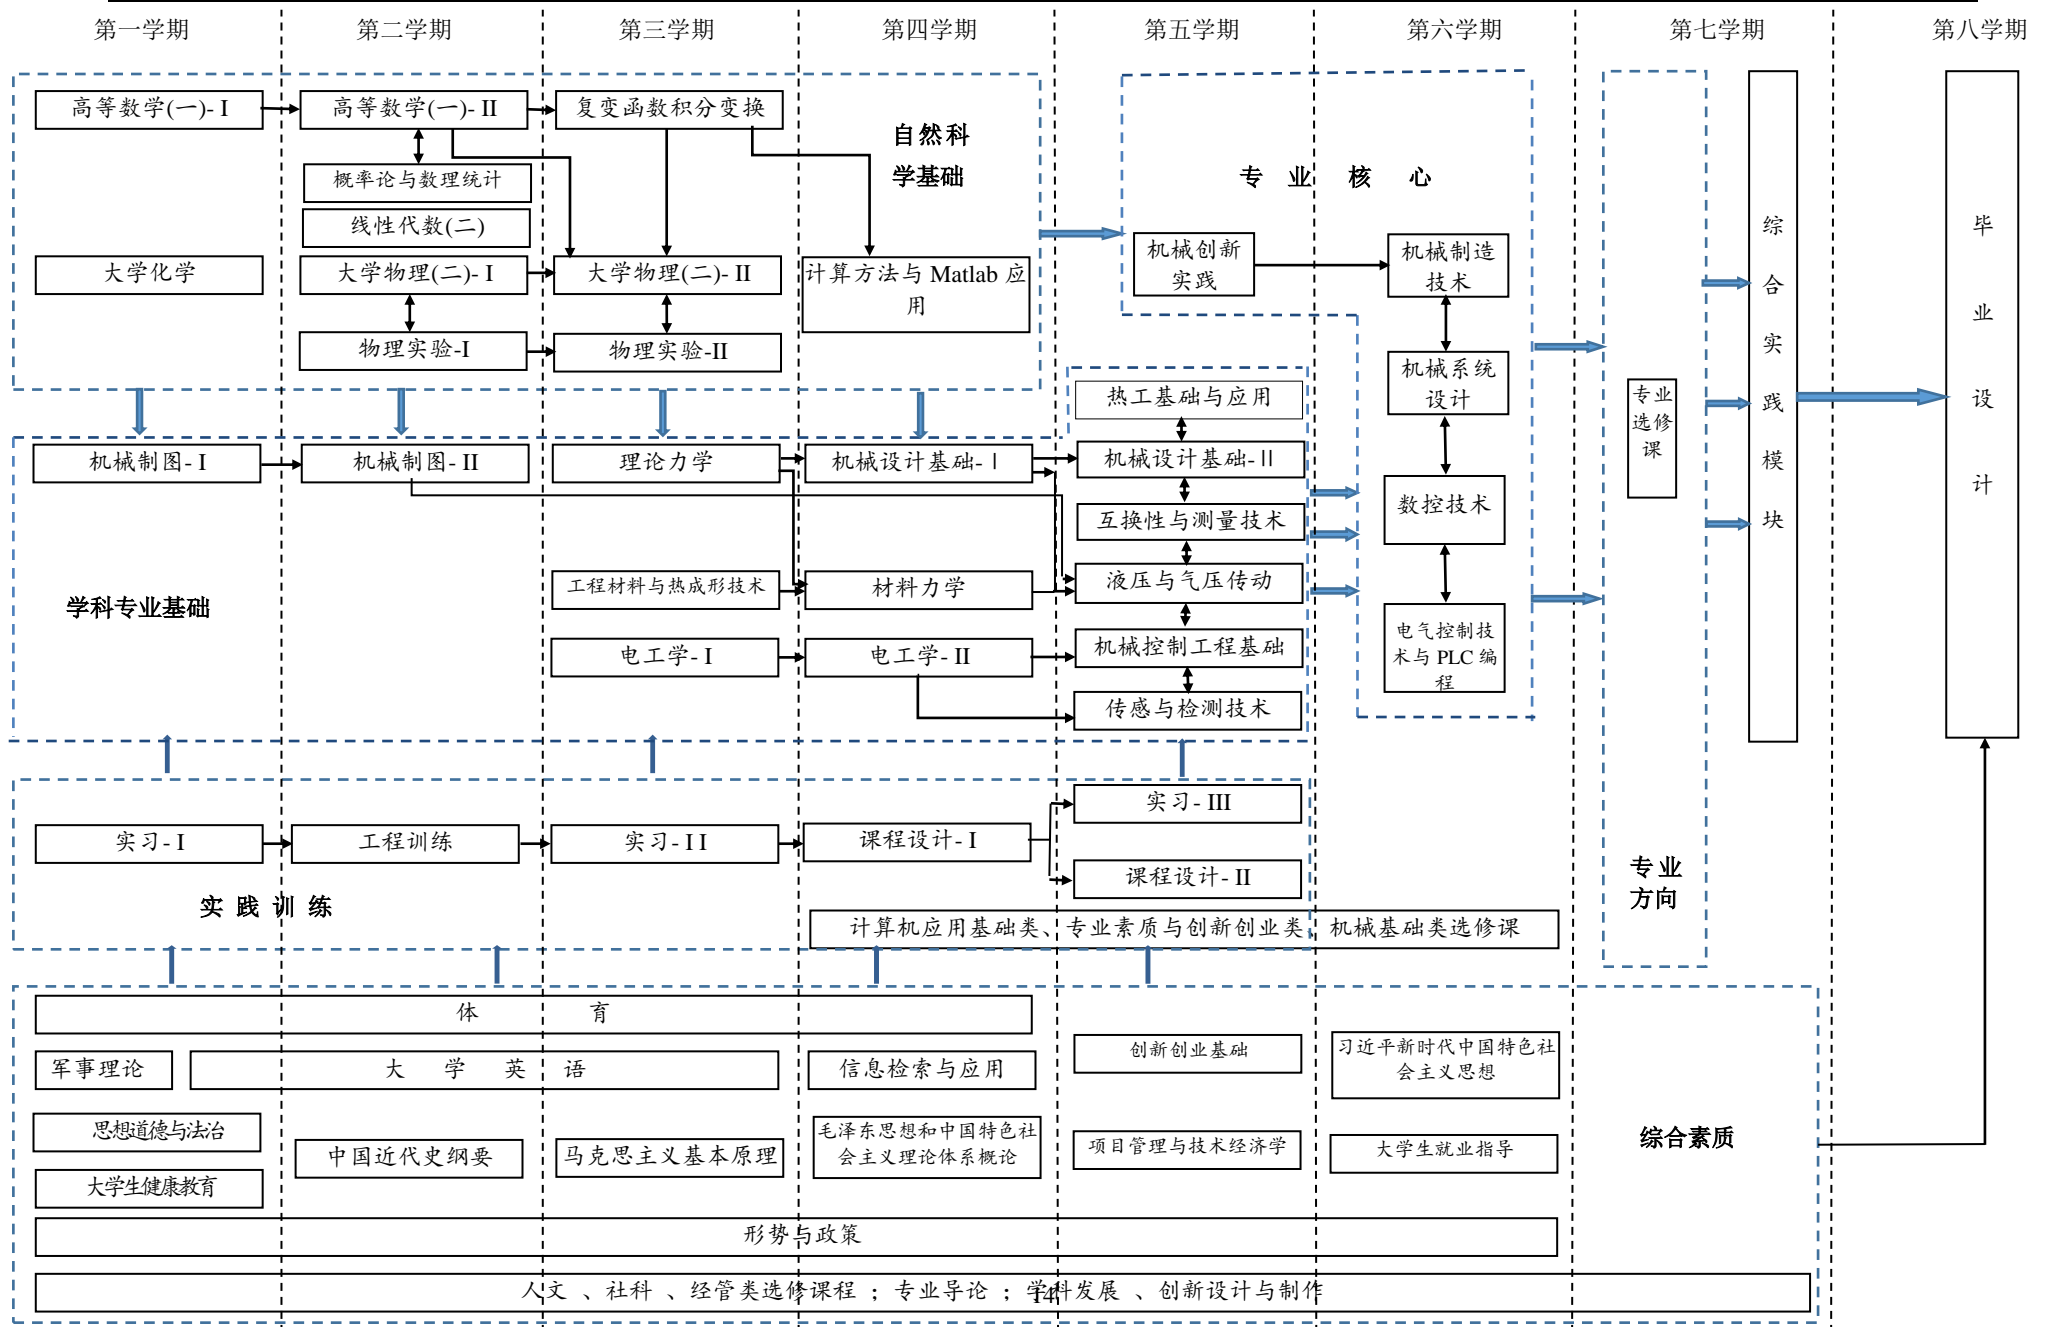 第一学期
第二学期
第三学期
第四学期
第五学期
第六学期
第七学期
第八学期
高等数学(一)- I
高等数学(一)- II
复变函数积分变换
自然科
学基础
概率论与数理统计
线性代数(二)
大学化学
大学物理(二)- I
大学物理(二)- II
计算方法与 Matlab 应
用
物理实验-I
物理实验-II
专 业 核 心
机械创新
实践
机械制造
技术
机械系统
设计
数控技术
电气控制技
术与 PLC 编
程
热工基础与应用
机械制图- I
机械制图- II
理论力学
机械设计基础- I
机械设计基础- II
互换性与测量技术
工程材料与热成形技术
材料力学
液压与气压传动
学科专业基础
电工学- I
电工学- II
机械控制工程基础
传感与检测技术
专业
选修
课
综
合
实
践
模
块
毕
业
设
计
专业
方向
实习- I
工程训练
实习- I I
课程设计- I
实习- III
课程设计- II
实 践 训 练
计算机应用基础类、专业素质与创新创业类、机械基础类选修课
体 育
军事理论
大 学 英 语
信息检索与应用
创新创业基础
习近平新时代中国特色社
会主义思想
思想道德与法治
中国近代史纲要
马克思主义基本原理
毛泽东思想和中国特色社
会主义理论体系概论
项目管理与技术经济学
大学生就业指导
综合素质
大学生健康教育
形势与政策
人文 、社科 、经管类选修课程 ；专业导论 ；学科发展 、创新设计与制作
14